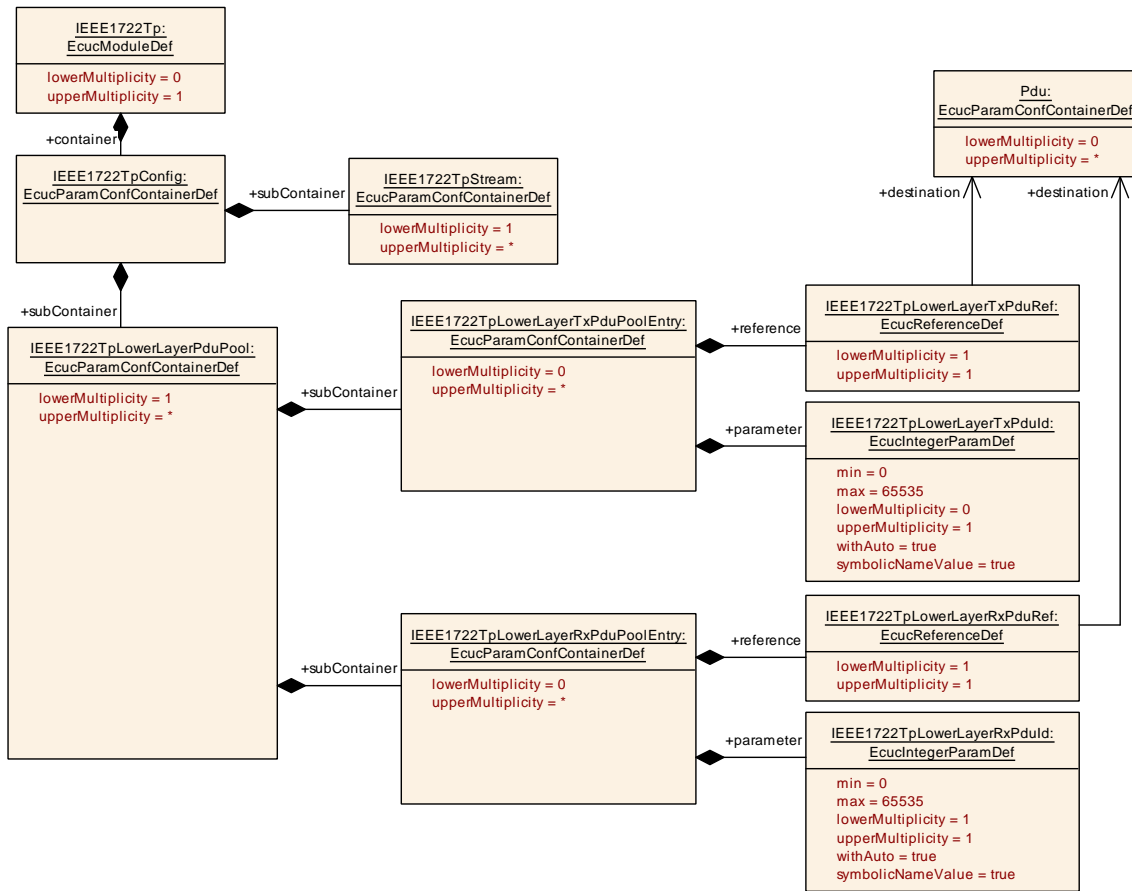 IEEE1722Tp:
EcucModuleDef
lowerMultiplicity = 0
upperMultiplicity = 1
+container
IEEE1722TpConfig:
EcucParamConfContainerDef
+subContainer
IEEE1722TpStream:
EcucParamConfContainerDef
lowerMultiplicity = 1
upperMultiplicity = *
Pdu:
EcucParamConfContainerDef
lowerMultiplicity = 0
upperMultiplicity = *
+destination
+destination
+subContainer
IEEE1722TpLowerLayerPduPool:
EcucParamConfContainerDef
lowerMultiplicity = 1
upperMultiplicity = *
+subContainer
IEEE1722TpLowerLayerTxPduPoolEntry:
EcucParamConfContainerDef
lowerMultiplicity = 0
upperMultiplicity = *
+reference
IEEE1722TpLowerLayerTxPduRef:
EcucReferenceDef
lowerMultiplicity = 1
upperMultiplicity = 1
+parameter
IEEE1722TpLowerLayerTxPduId:
EcucIntegerParamDef
min = 0
max = 65535
lowerMultiplicity = 0
upperMultiplicity = 1
withAuto = true
symbolicNameValue = true
+subContainer
IEEE1722TpLowerLayerRxPduPoolEntry:
EcucParamConfContainerDef
lowerMultiplicity = 0
upperMultiplicity = *
+reference
IEEE1722TpLowerLayerRxPduRef:
EcucReferenceDef
lowerMultiplicity = 1
upperMultiplicity = 1
+parameter
IEEE1722TpLowerLayerRxPduId:
EcucIntegerParamDef
min = 0
max = 65535
lowerMultiplicity = 1
upperMultiplicity = 1
withAuto = true
symbolicNameValue = true